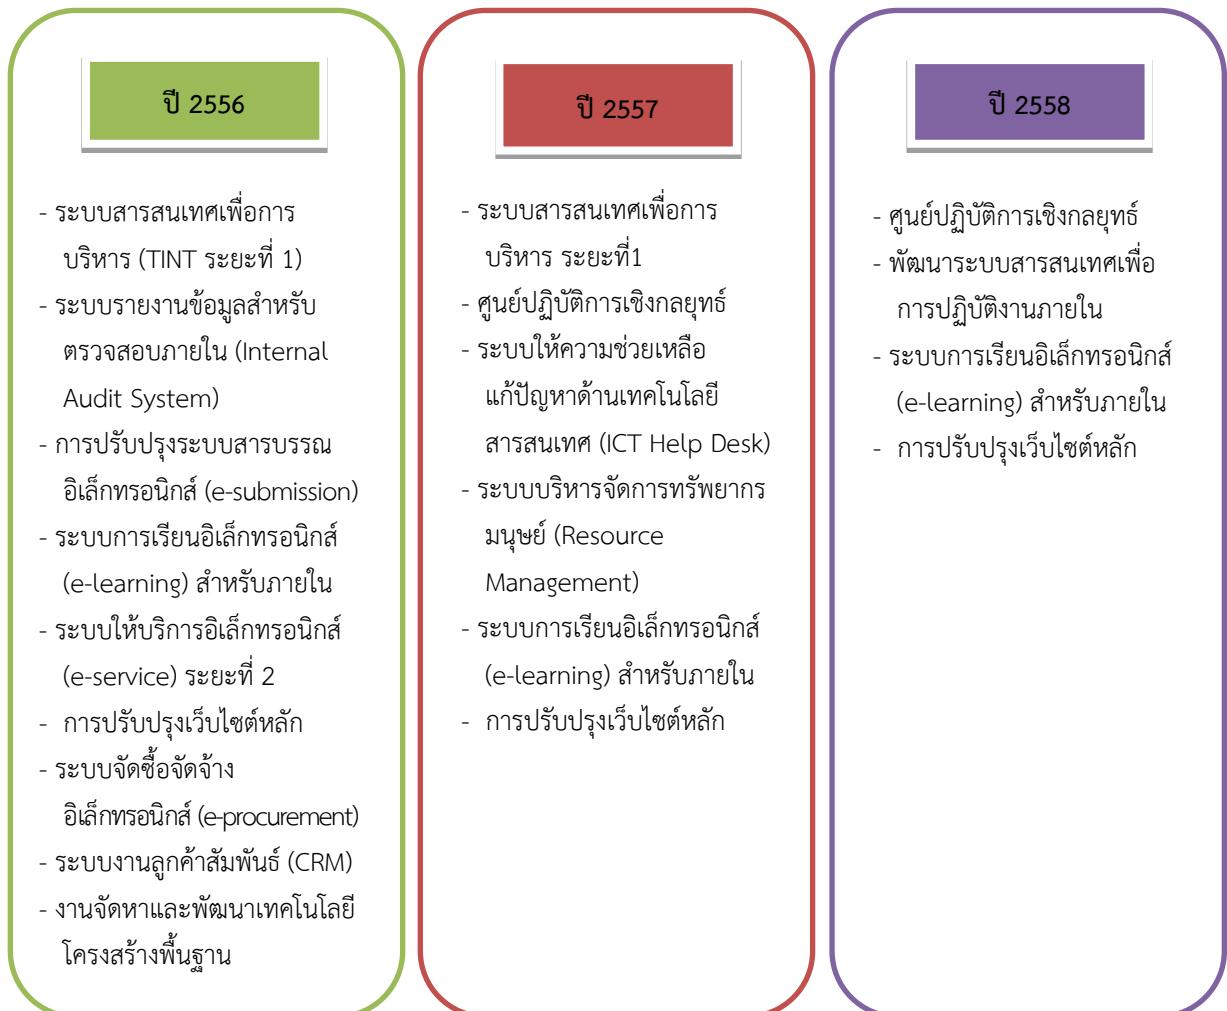 ปี 2556
- ระบบสารสนเทศเพื่อการ
บริหาร (TINT ระยะที่ 1)
- ระบบรายงานข้อมูลสำหรับ
ตรวจสอบภายใน (Internal
Audit System)
- การปรับปรุงระบบสารบรรณ
อิเล็กทรอนิกส์ (e-submission)
- ระบบการเรียนอิเล็กทรอนิกส์
(e-learning) สำหรับภายใน
- ระบบให้บริการอิเล็กทรอนิกส์
(e-service) ระยะที่ 2
- การปรับปรุงเว็บไซต์หลัก
- ระบบจัดซื้อจัดจ้าง
อิเล็กทรอนิกส์ (e-procurement)
- ระบบงานลูกค้าสัมพันธ์ (CRM)
- งานจัดหาและพัฒนาเทคโนโลยี
โครงสร้างพื้นฐาน
ปี 2557
- ระบบสารสนเทศเพื่อการ
บริหาร ระยะที่1
- ศูนย์ปฏิบัติการเชิงกลยุทธ์
- ระบบให้ความช่วยเหลือ
แก้ปัญหาด้านเทคโนโลยี
สารสนเทศ (ICT Help Desk)
- ระบบบริหารจัดการทรัพยากร
มนุษย์ (Resource
Management)
- ระบบการเรียนอิเล็กทรอนิกส์
(e-learning) สำหรับภายใน
- การปรับปรุงเว็บไซต์หลัก
ปี 2558
- ศูนย์ปฏิบัติการเชิงกลยุทธ์
- พัฒนาระบบสารสนเทศเพื่อ
การปฏิบัติงานภายใน
- ระบบการเรียนอิเล็กทรอนิกส์
(e-learning) สำหรับภายใน
- การปรับปรุงเว็บไซต์หลัก